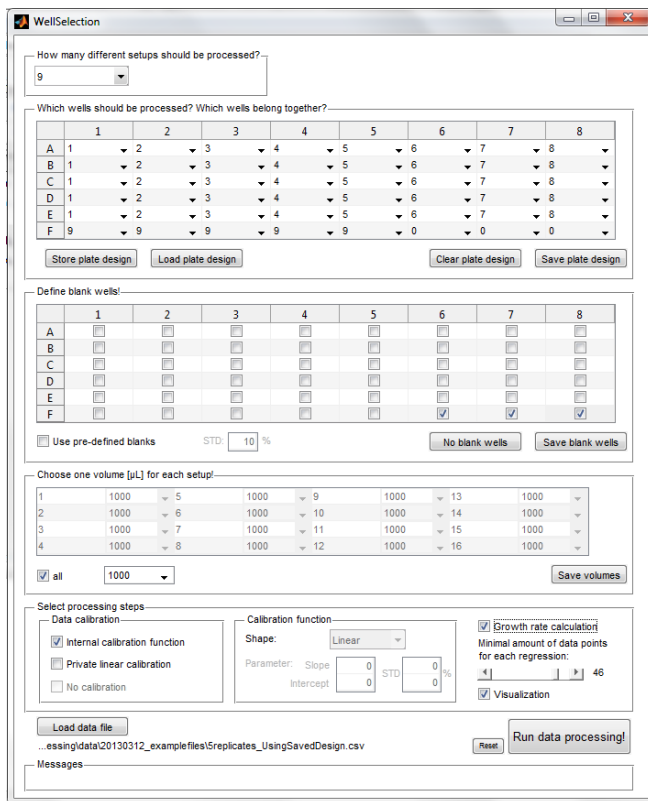 WellSelection
How many different setups should be processed?
9
Which wells should be processed? Which wells belong together?
1 2 3 4 5 6 7 8
A 1 2 3 4 5 6 7 8
B 1 2 3 4 5 6 7 8
C 1 2 3 4 5 6 7 8
D 1 2 3 4 5 6 7 8
E 1 2 3 4 5 6 7 8
F 9 9 9 9 9 0 0 0
Store plate design Load plate design Clear plate design Save plate design
Define blank wells!
1 2 3 4 5 6 7 8
A
B
C
D
E
F
Use pre-defined blanks STD: 10 % No blank wells Save blank wells
Choose one volume [µL] for each setup!
1 1000 5 1000 9 1000 13 1000
2 1000 6 1000 10 1000 14 1000
3 1000 7 1000 11 1000 15 1000
4 1000 8 1000 12 1000 16 1000
all 1000 Save volumes
Select processing steps
Data calibration Calibration function Growth rate calculation
Internal calibration function Shape: Linear Minimal amount of data points
for each regression:
Private linear calibration Parameter: Slope 0 STD 0 % 46
No calibration Intercept 0 0 Visualization
Load data file
...essing\data\20130312_examplefiles\5replicates_UsingSavedDesign.csv Reset Run data processing!
Messages